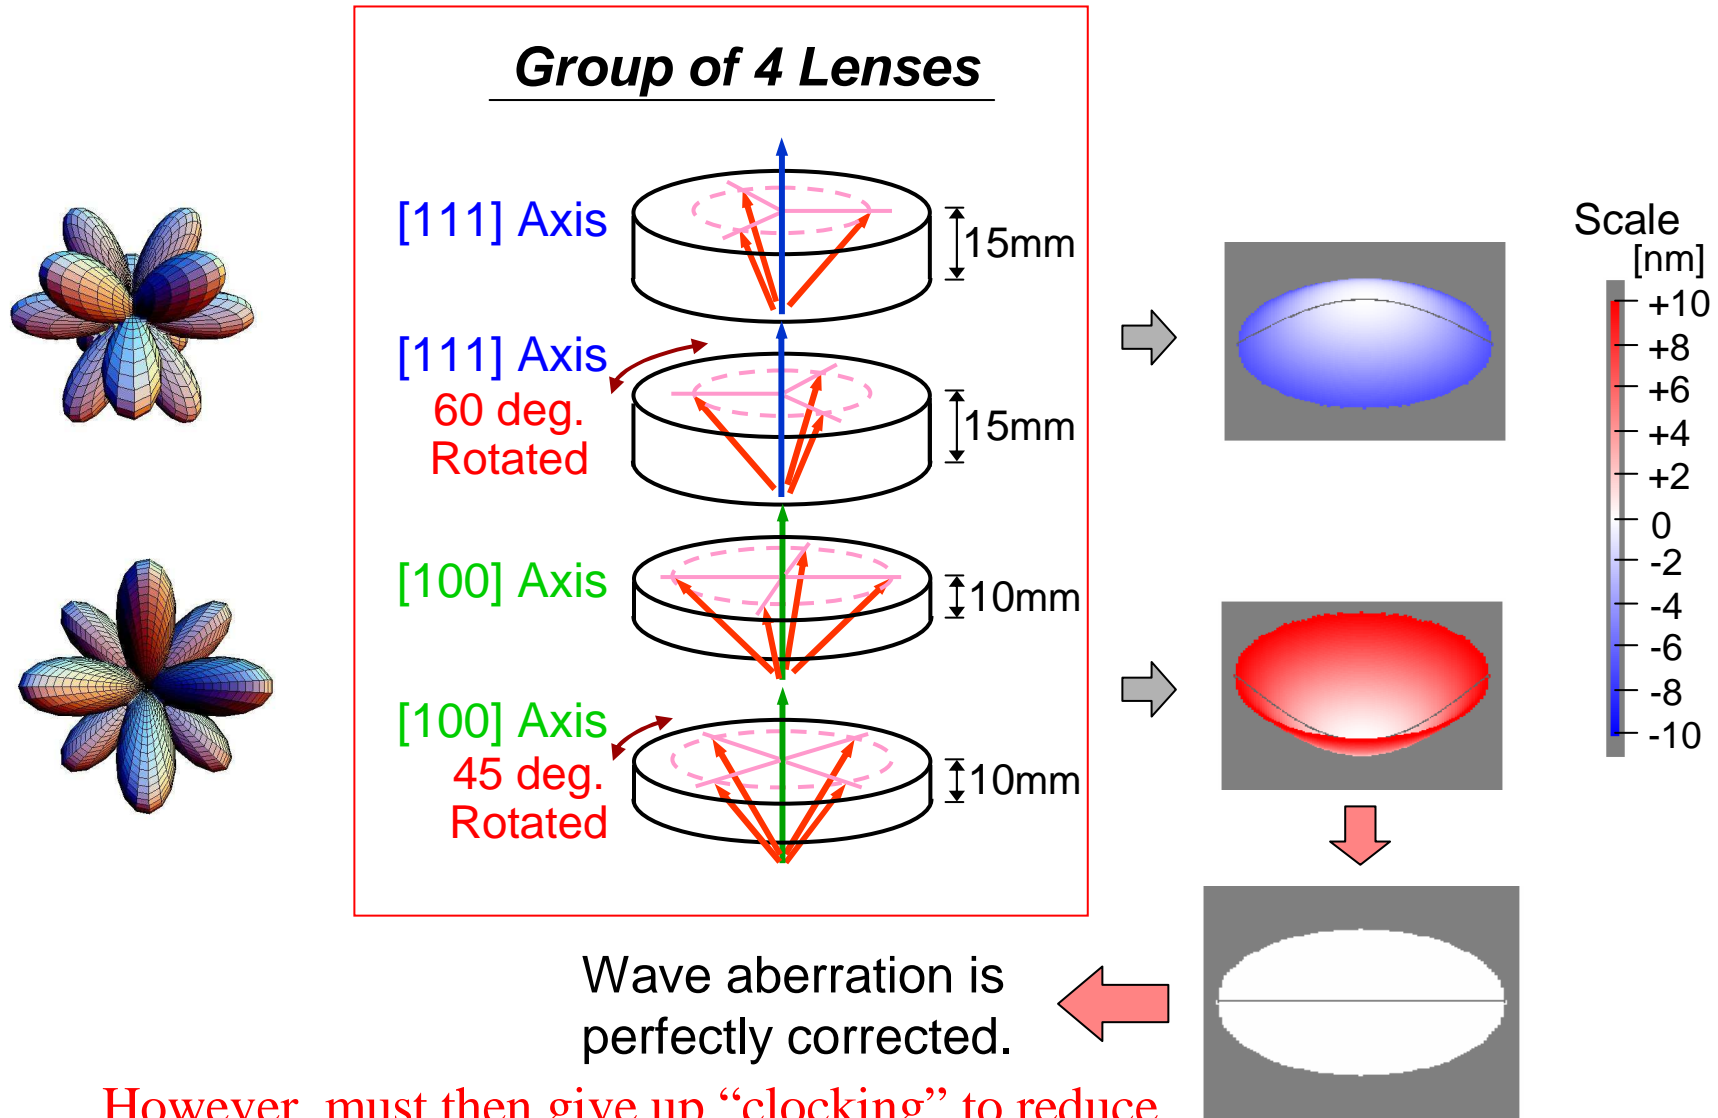 Group of 4 Lenses
[111] Axis
15mm
[111] Axis
60 deg.
Rotated
15mm
[100] Axis
10mm
[100] Axis
45 deg.
Rotated
10mm
Scale
[nm]
+10
+8
+6
+4
+2
0
-2
-4
-6
-8
-10
Wave aberration is
perfectly corrected.
However, must then give up “clocking” to reduce